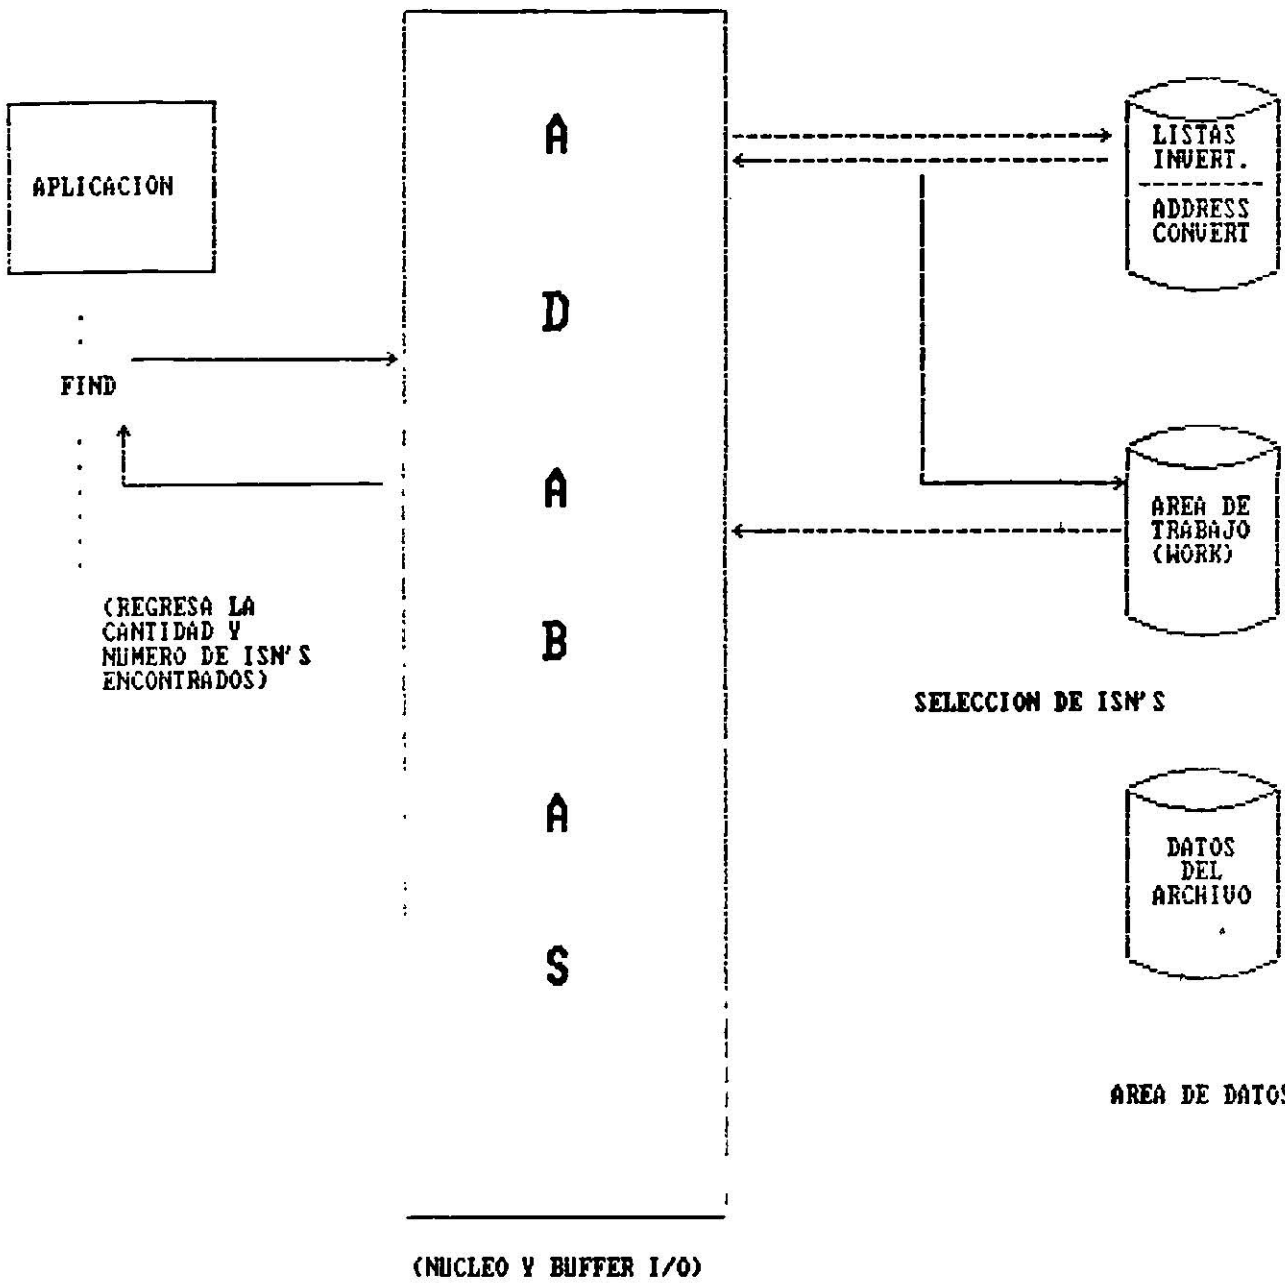 APLICACION
FIND
(REGRESA LA
CANTIDAD Y
NUMERO DE ISN'S
ENCONTRADOS)
A
D
A
B
A
S
(NUCLEO Y BUFFER I/O)
LISTAS
INVERT.
ADDRESS
CONVERT
AREA DE
TRABAJO
(WORK)
SELECCION DE ISN'S
DATOS
DEL
ARCHIVO
AREA DE DATOS